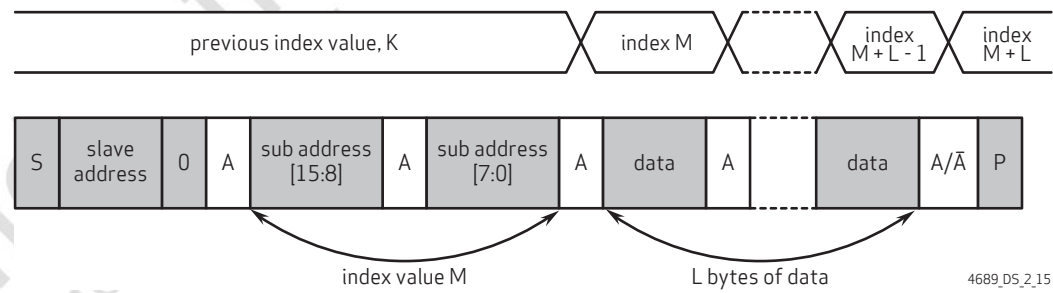 previous index value, K
index M
index
M + L - 1
index
M + L
S
slave
address
0
A
sub address
[15:8]
A
sub address
[7:0]
A
data
A
data
A/Ā
P
index value M
L bytes of data
4689_DS_2_15